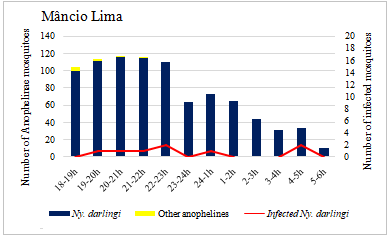 Mâncio Lima
Number of Anophelinae mosquitoes
140
120
100
80
60
40
20
0
20
18
16
14
12
10
8
6
4
2
0
Number of infected mosquitoes
18-19h
19-20h
20-21h
21-22h
22-23h
23-24h
24-1h
1-2h
2-3h
3-4h
4-5h
5-6h
Ny. darlingi
Other anophelines
Infected Ny. darlingi